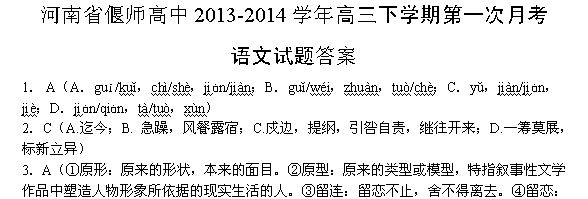 河南省偃师高中 2013-2014 学年高三下学期第一次月考
语文试题答案
1. A（A．guī/kuǐ，chì/shè，jiān/jiàn；B．guǐ/wéi，zhuàn，tuò/chè；C．yǔ，jiàn/jiān，
jiè；D．jiān/qiān，tà/tuò，xùn）
2. C（A.迄今；B. 急躁，风餐露宿；C.戍边，提纲，引咎自责，继往开来；D.一筹莫展，
标新立异）
3. A（①原形：原来的形状，本来的面目。②原型：原来的类型或模型，特指叙事性文学
作品中塑造人物形象所依据的现实生活的人。③留连：留恋不止，舍不得离去。④留恋：